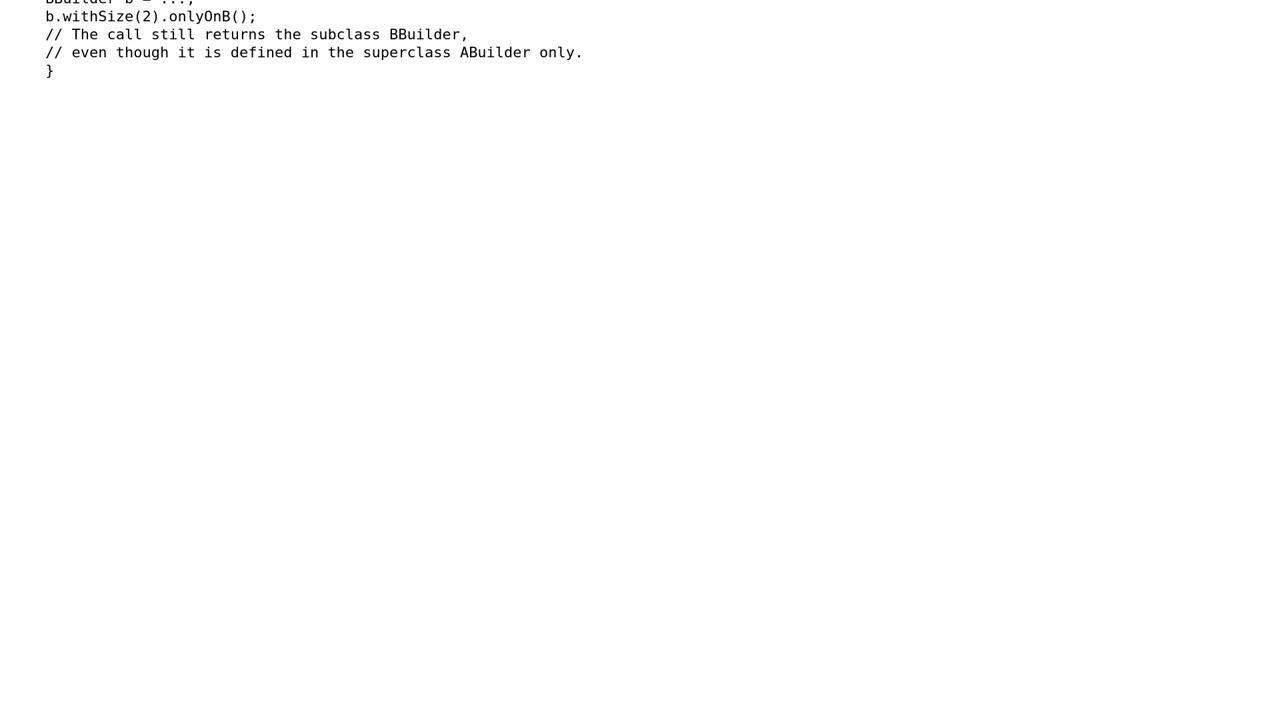 BBuilder b = ...;
b.withSize(2).onlyOnB();
// The call still returns the subclass BBuilder,
// even though it is defined in the superclass ABuilder only.
}